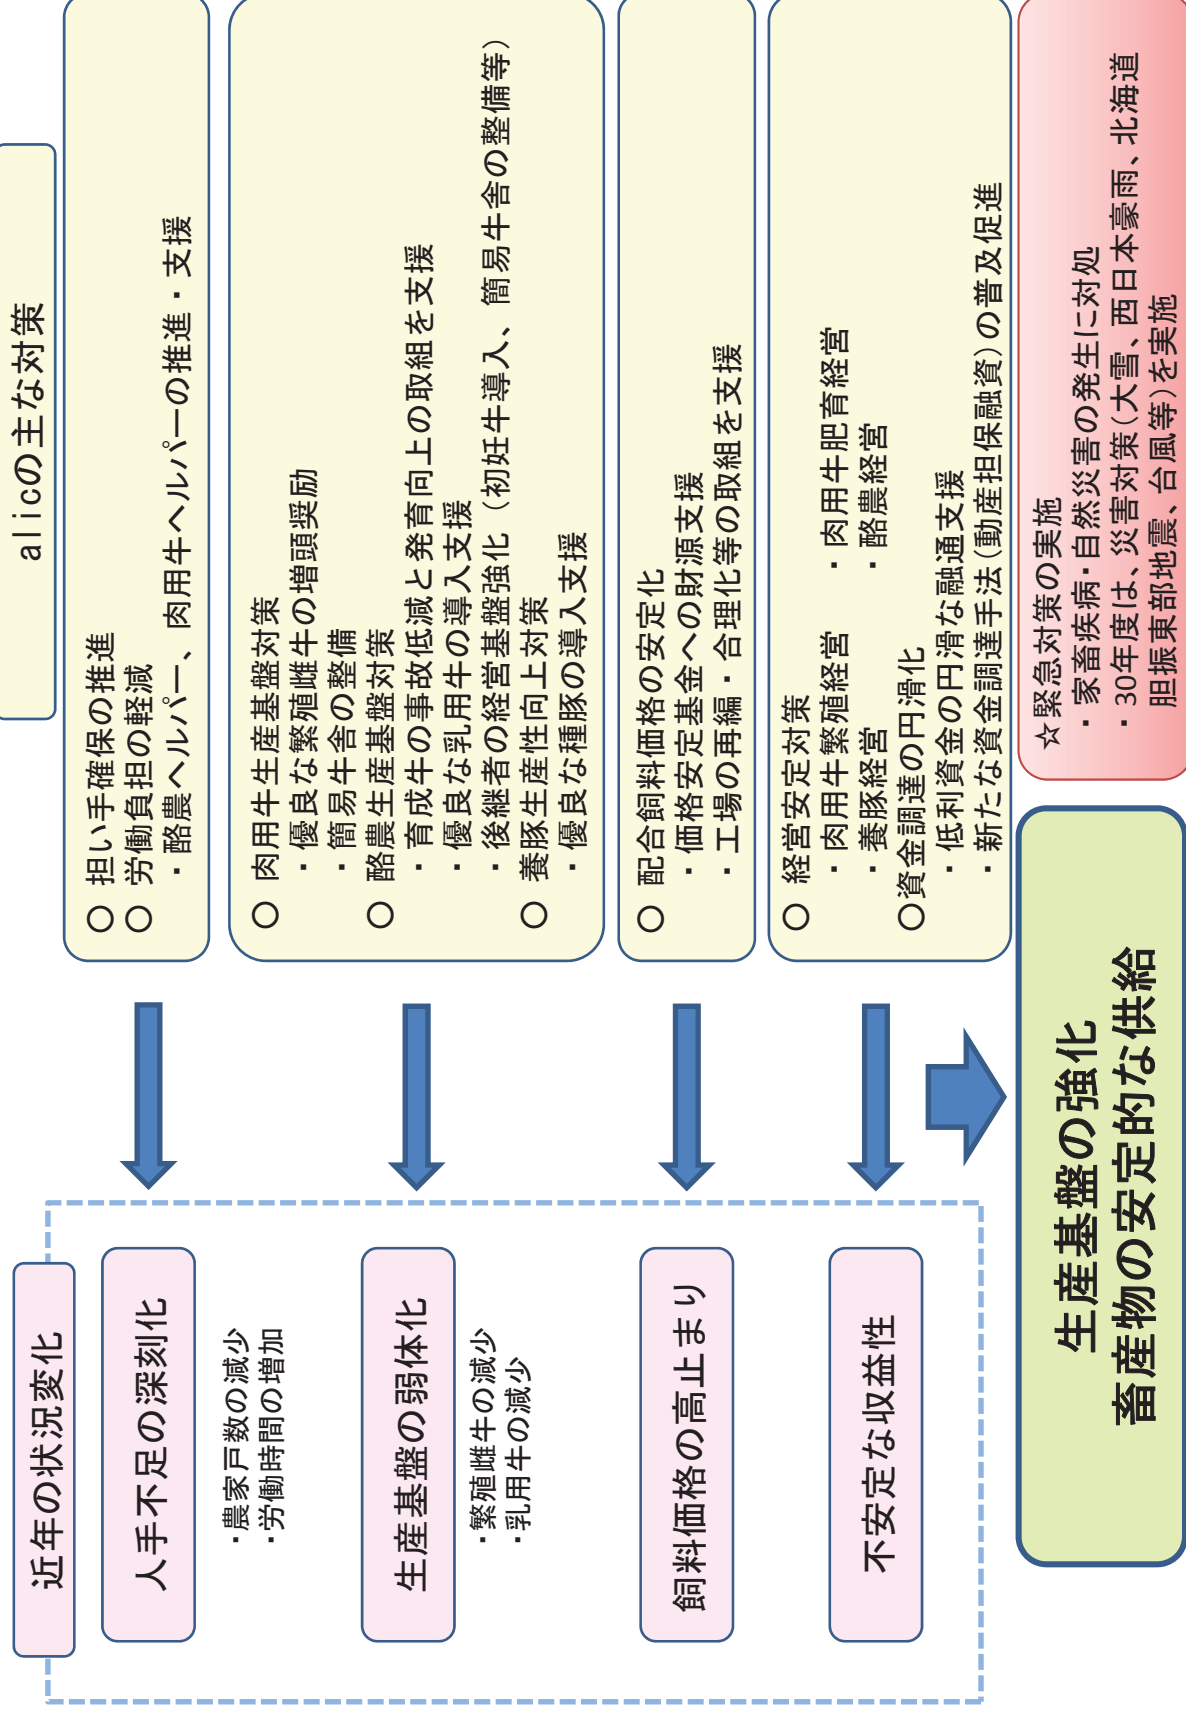 近年の状況変化
人手不足の深刻化
・農家戸数の減少
・労働時間の増加
生産基盤の弱体化
・繁殖雌牛の減少
・乳用牛の減少
飼料価格の高止まり
不安定な収益性
alicの主な対策
○ 担い手確保の推進
○ 労働負担の軽減
・酪農ヘルパー、肉用牛ヘルパーの推進・支援
○ 肉用牛生産基盤対策
・優良な繁殖雌牛の増頭奨励
・簡易牛舎の整備
○ 酪農生産基盤対策
・育成牛の事故低減と発育向上の取組を支援
・優良な乳用牛の導入支援
・後継者の経営基盤強化（初妊牛導入、簡易牛舎の整備等）
○ 養豚生産性向上対策
・優良な種豚の導入支援
○ 配合飼料価格の安定化
・価格安定基金への財源支援
・工場の再編・合理化等の取組を支援
○ 経営安定対策
・肉用牛繁殖経営 ・肉用牛肥育経営
・養豚経営 ・酪農経営
○資金調達の円滑化
・低利資金の円滑な融通支援
・新たな資金調達手法（動産担保融資）の普及促進
☆緊急対策の実施
・家畜疾病・自然災害の発生に対処
・30年度は、災害対策（大雪、西日本豪雨、北海道
胆振東部地震、台風等）を実施
生産基盤の強化
畜産物の安定的な供給